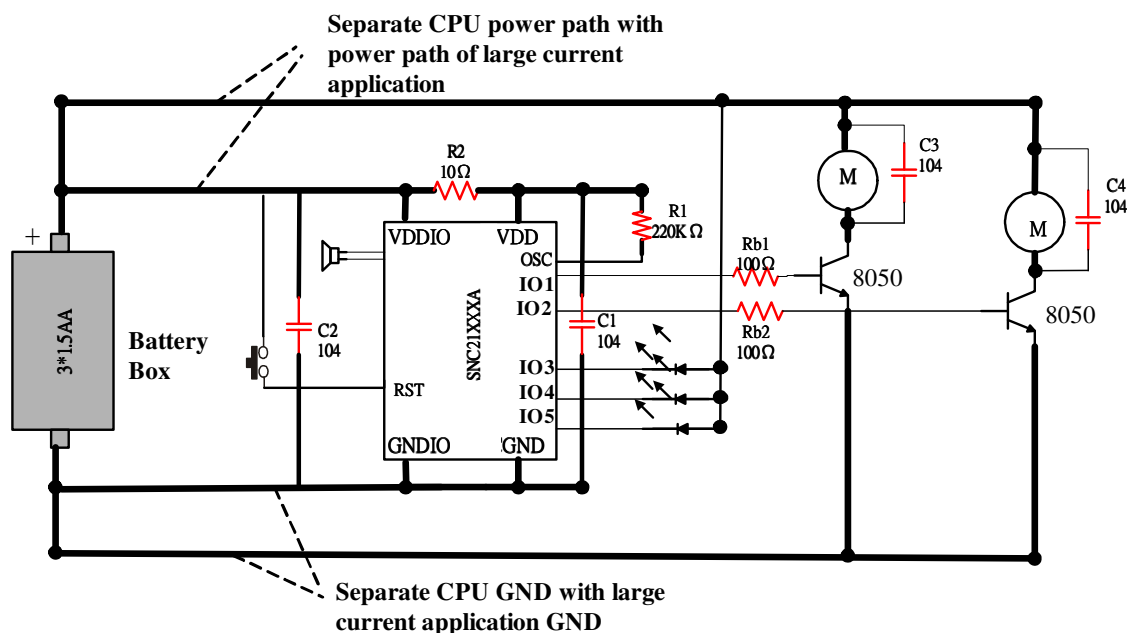 Separate CPU power path with
power path of large current
application
C3
104
M
C4
104
M
R2
10Ω
R1
220KΩ
VDDIO
VDD
+
OSC
IO1
Rb1
100Ω
8050
IO2
Rb2
100Ω
8050
3*1.5AA
Battery
Box
C2
104
SNC21XXXA
C1
104
IO3
RST
IO4
IO5
GNDIO
GND
Separate CPU GND with large
current application GND